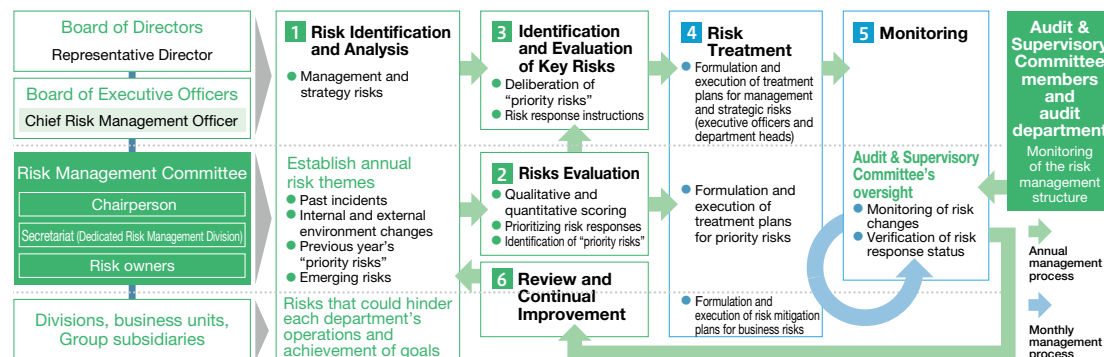 Board of Directors
Representative Director
Board of Executive Officers
Chief Risk Management Officer
Risk Management Committee
Chairperson
Secretariat (Dedicated Risk Management Division)
Risk owners
Divisions, business units,
Group subsidiaries
1 Risk Identification
and Analysis
Management and
strategy risks
Establish annual
risk themes
Past incidents
Internal and external
environment changes
Previous year's
“priority risks”
Emerging risks
Risks that could hinder
each department's
operations and
achievement of goals
3 Identification
and Evaluation
of Key Risks
Deliberation of
“priority risks”
Risk response instructions
2 Risks Evaluation
Qualitative and
quantitative scoring
Prioritizing risk responses
Identification of “priority risks”
6 Review and
Continual
Improvement
4 Risk
Treatment
Formulation and
execution of treatment
plans for management
and strategic risks
(executive officers and
department heads)
Formulation and
execution of
treatment plans
for priority risks
Formulation and
execution of risk mitigation
plans for business risks
5 Monitoring
Audit & Supervisory
Committee's
oversight
Monitoring of risk
changes
Verification of risk
response status
Audit &
Supervisory
Committee
members
and
audit
department
Monitoring
of the risk
management
structure
Annual
management
process
Monthly
management
process